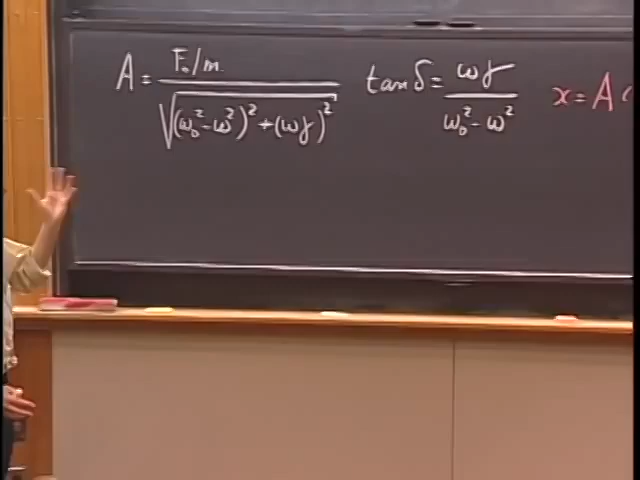 A = F₀/m / √((ω₀² - ω²)² + (ωγ)²)
tan δ = ωγ / ω₀² - ω²
x = A